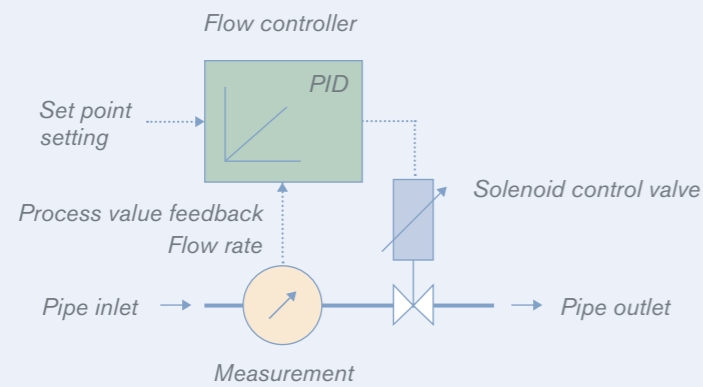 Flow controller
PID
Set point
setting
Solenoid control valve
Process value feedback
Flow rate
Pipe inlet
Pipe outlet
Measurement